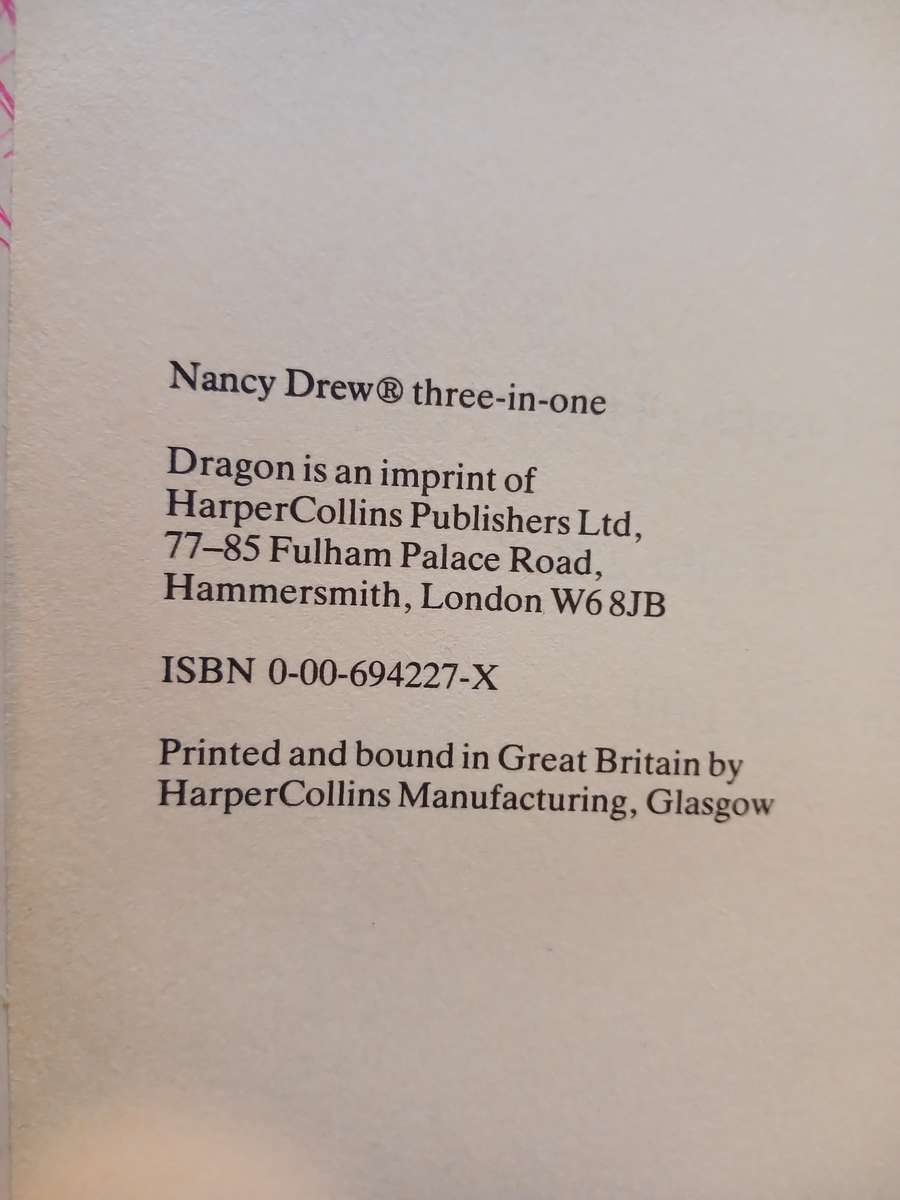 Nancy Drew® three-in-one
Dragon is an imprint of
HarperCollins Publishers Ltd,
77–85 Fulham Palace Road,
Hammersmith, London W6 8JB
ISBN 0-00-694227-X
Printed and bound in Great Britain by
HarperCollins Manufacturing, Glasgow